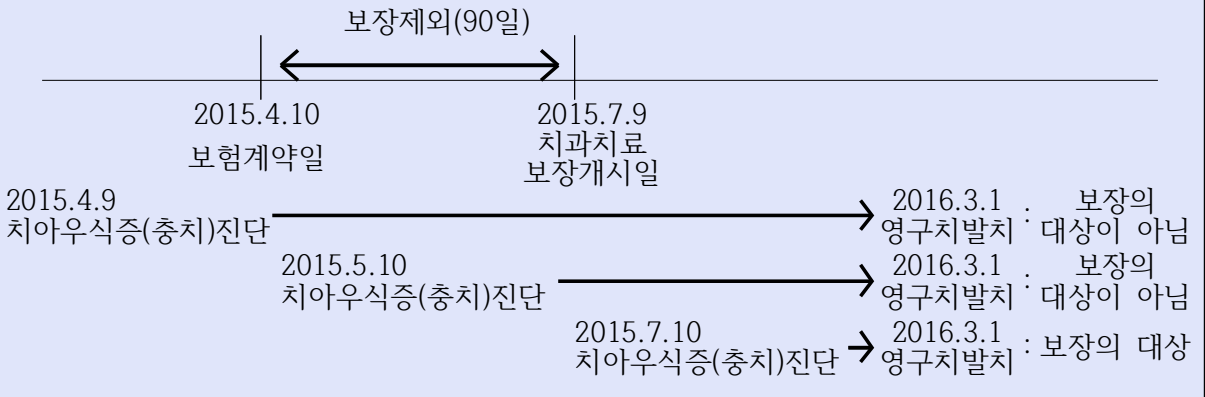 보장제외(90일)
2015.4.10
보험계약일
2015.7.9
치과치료
보장개시일
2015.4.9
치아우식증(충치)진단
2016.3.1
영구치발치
: 보장의
대상이 아님
2015.5.10
치아우식증(충치)진단
2016.3.1
영구치발치
: 보장의
대상이 아님
2015.7.10
치아우식증(충치)진단
2016.3.1
영구치발치
: 보장의 대상